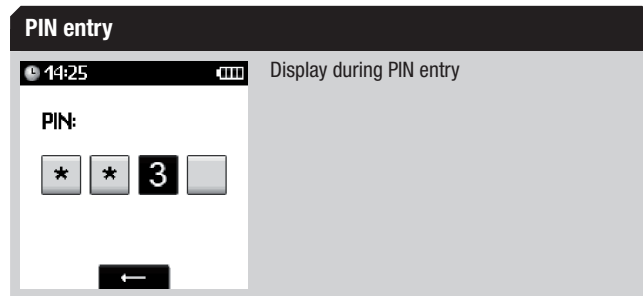 PIN entry
14:25
Display during PIN entry
PIN:
* * 3
←